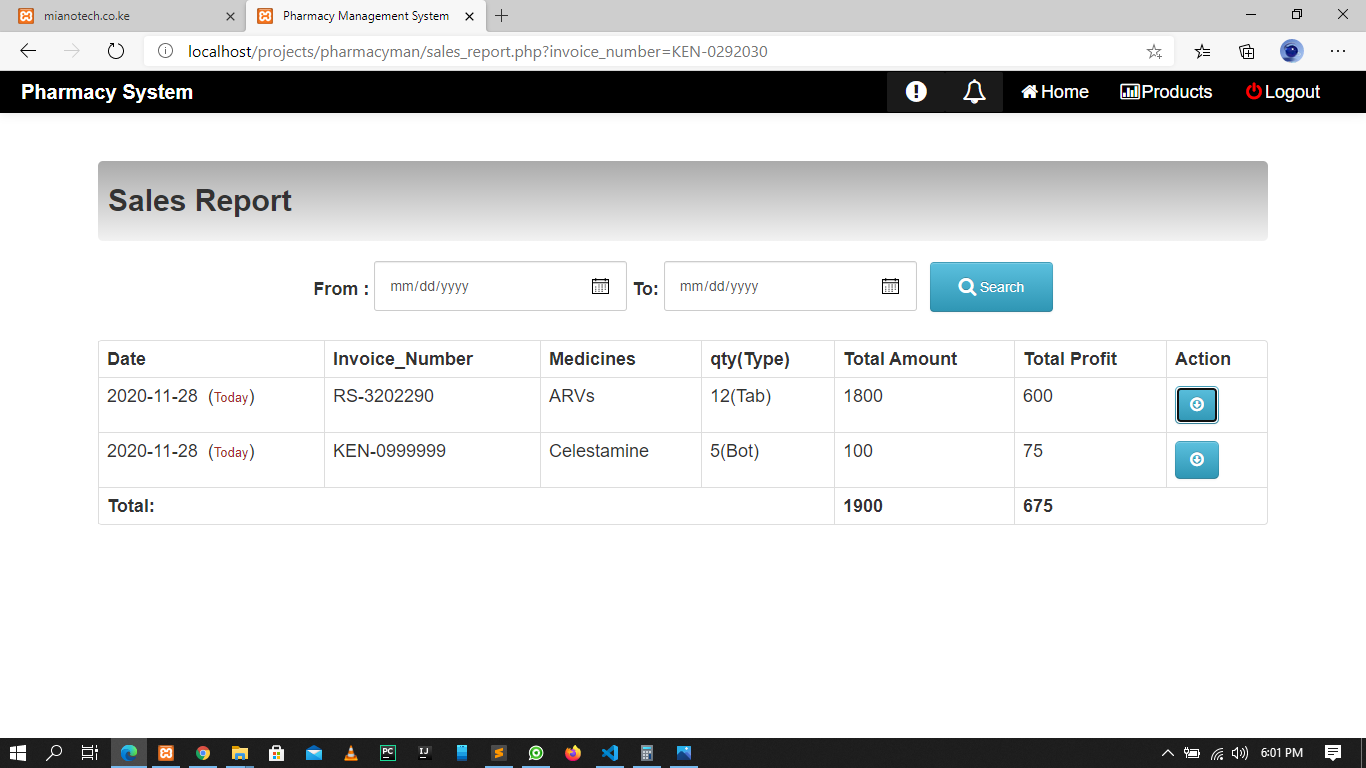 mianotech.co.ke
Pharmacy Management System
localhost/projects/pharmacyman/sales_report.php?invoice_number=KEN-0292030
Pharmacy System
Home
Products
Logout
Sales Report
From : mm/dd/yyyy To: mm/dd/yyyy Search
Date Invoice_Number Medicines qty(Type) Total Amount Total Profit Action
2020-11-28 (Today) RS-3202290 ARVs 12(Tab) 1800 600
2020-11-28 (Today) KEN-0999999 Celestamine 5(Bot) 100 75
Total: 1900 675
PC
IJ
6:01 PM